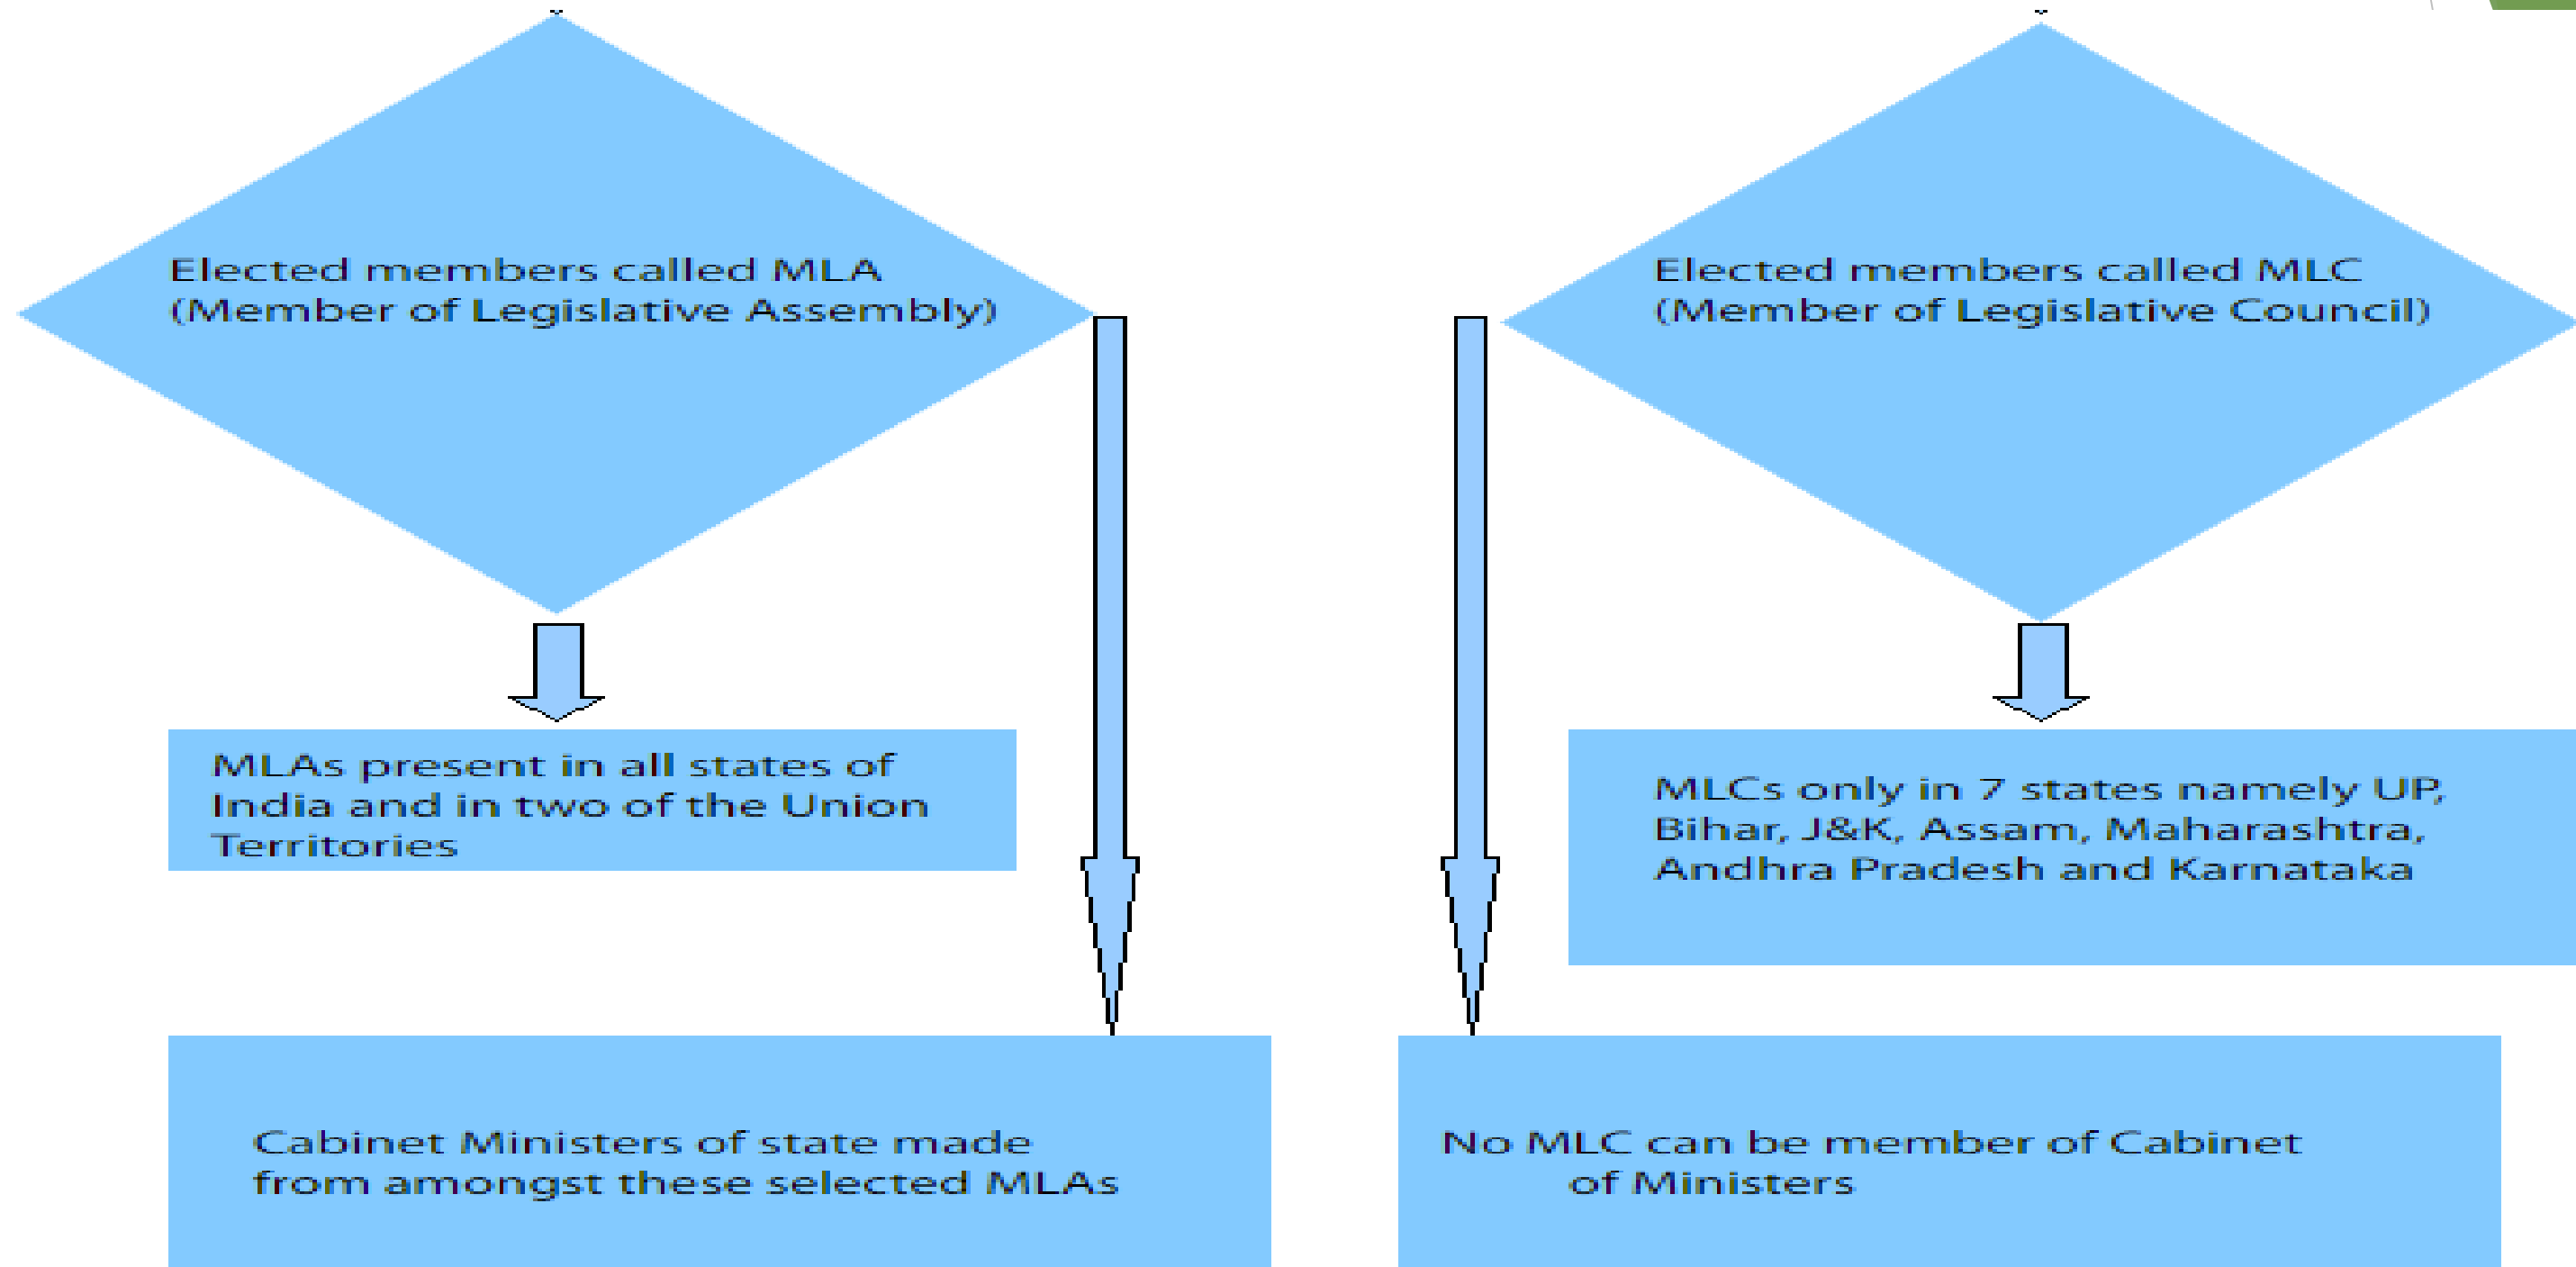 Elected members called MLA
(Member of Legislative Assembly)
Elected members called MLC
(Member of Legislative Council)
MLAs present in all states of
India and in two of the Union
Territories
MLCs only in 7 states namely UP,
Bihar, J&K, Assam, Maharashtra,
Andhra Pradesh and Karnataka
Cabinet Ministers of state made
from amongst these selected MLAs
No MLC can be member of Cabinet
of Ministers